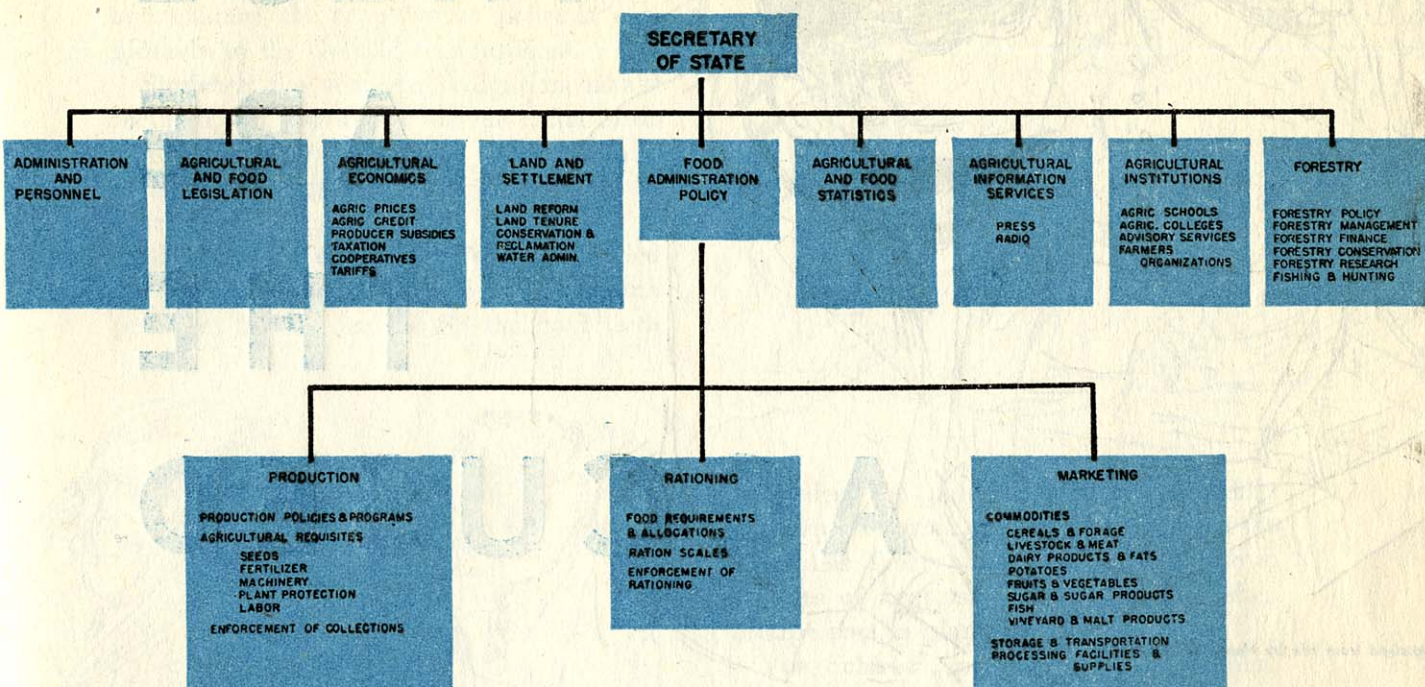 SECRETARY
OF STATE
ADMINISTRATION
AND
PERSONNEL
AGRICULTURAL
AND FOOD
LEGISLATION
AGRICULTURAL
ECONOMICS
AGRIC PRICES
AGRIC CREDIT
PRODUCER SUBSIDIES
TAXATION
COOPERATIVES
TARIFFS
LAND AND
SETTLEMENT
LAND REFORM
LAND TENURE
CONSERVATION &
RECLAMATION
WATER ADMIN.
FOOD
ADMINISTRATION
POLICY
AGRICULTURAL
AND FOOD
STATISTICS
AGRICULTURAL
INFORMATION
SERVICES
PRESS
RADIO
AGRICULTURAL
INSTITUTIONS
AGRIC SCHOOLS
AGRIC. COLLEGES
ADVISORY SERVICES
FARMERS
ORGANIZATIONS
FORESTRY
FORESTRY POLICY
FORESTRY MANAGEMENT
FORESTRY FINANCE
FORESTRY CONSERVATION
FORESTRY RESEARCH
FISHING & HUNTING
PRODUCTION
PRODUCTION POLICIES & PROGRAMS
AGRICULTURAL REQUISITES
SEEDS
FERTILIZER
MACHINERY
PLANT PROTECTION
LABOR
ENFORCEMENT OF COLLECTIONS
RATIONING
FOOD REQUIREMENTS
& ALLOCATIONS
RATION SCALES
ENFORCEMENT OF
RATIONING
MARKETING
COMMODITIES
CEREALS & FORAGE
LIVESTOCK & MEAT
DAIRY PRODUCTS & FATS
POTATOES
FRUITS & VEGETABLES
SUGAR & SUGAR PRODUCTS
FISH
VINEYARD & MALT PRODUCTS
STORAGE & TRANSPORTATION
PROCESSING FACILITIES &
SUPPLIES